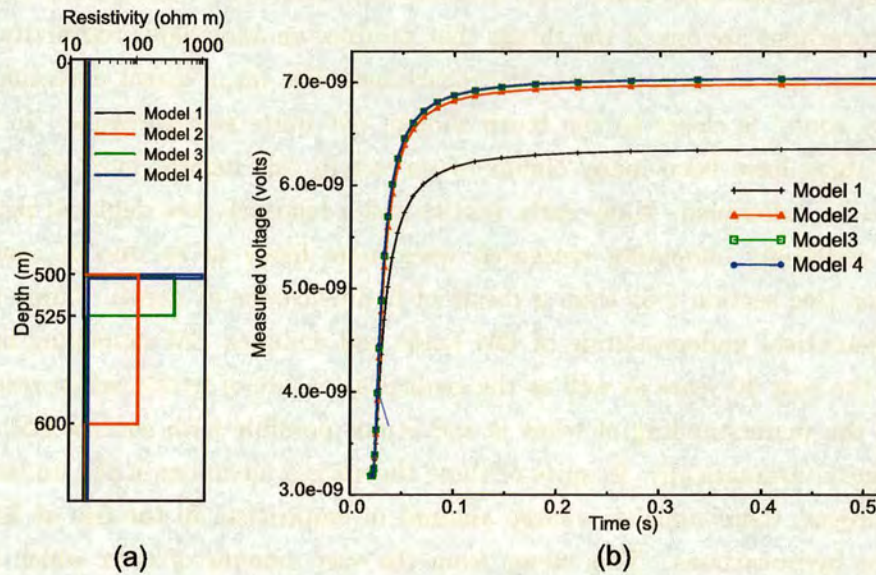 Resistivity (ohm m)
10 100 1000
0
Model 1
Model 2
Model 3
Model 4
500
525
600
Depth (m)
(a)
7.0e-09
6.0e-09
5.0e-09
4.0e-09
3.0e-09
Measured voltage (volts)
Model 1
Model2
Model3
Model 4
0.0 0.1 0.2 0.3 0.4 0.5
Time (s)
(b)